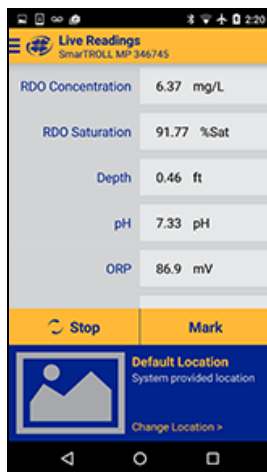 2:20
Live Readings
SmarTROLL MP 346745
RDO Concentration 6.37 mg/L
RDO Saturation 91.77 %Sat
Depth 0.46 ft
pH 7.33 pH
ORP 86.9 mV
Stop Mark
Default Location
System provided location
Change Location >